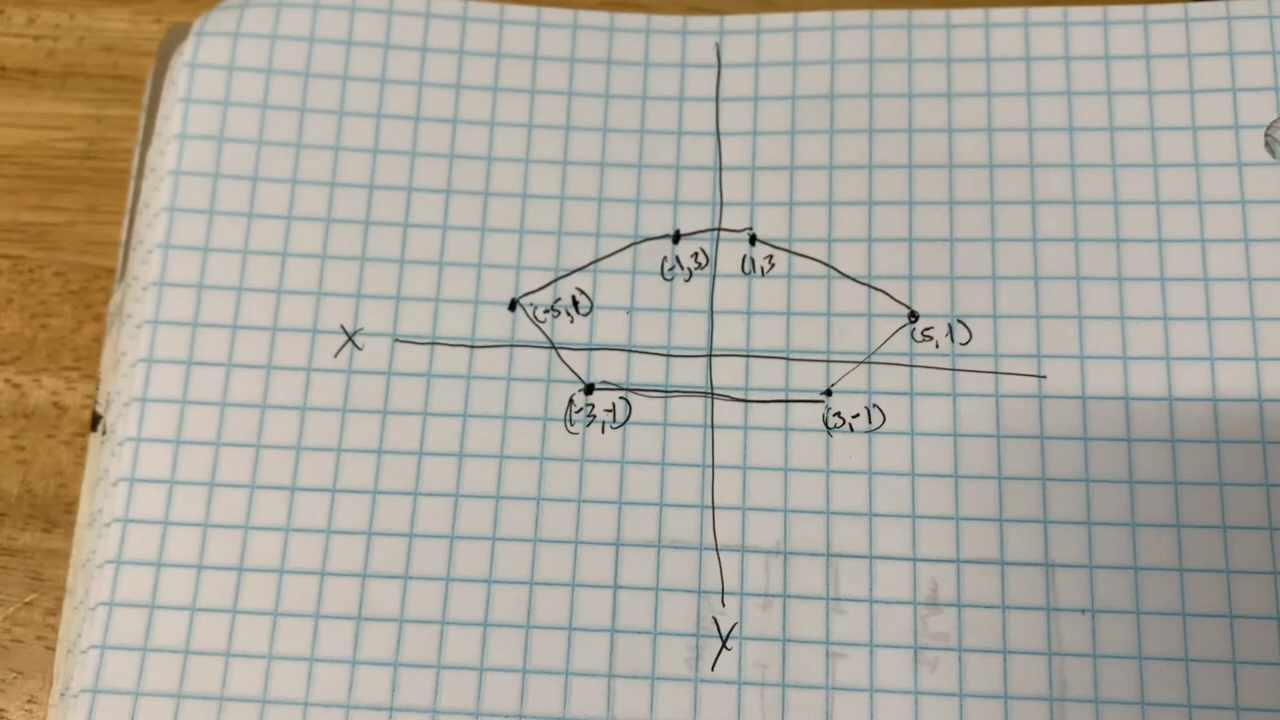 (-1,3) (1,3
(-5,1)
(5,1)
X
(-3,-1) (3,-1)
Y